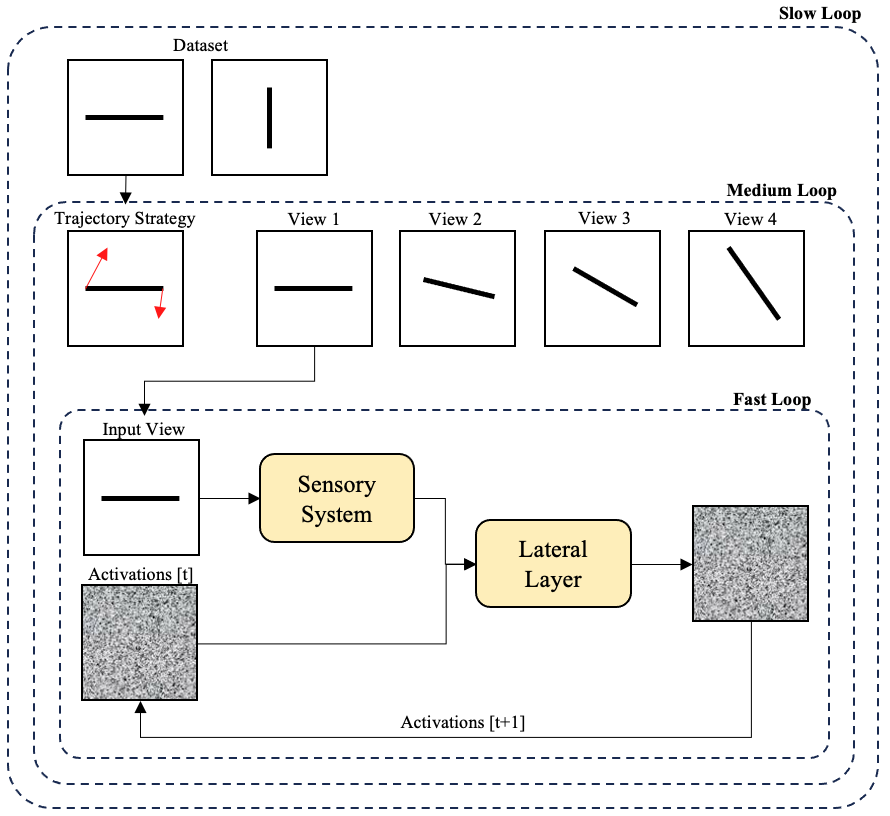 Slow Loop
Dataset
Medium Loop
Trajectory Strategy
View 1
View 2
View 3
View 4
Fast Loop
Input View
Sensory
System
Lateral
Layer
Activations [t]
Activations [t+1]